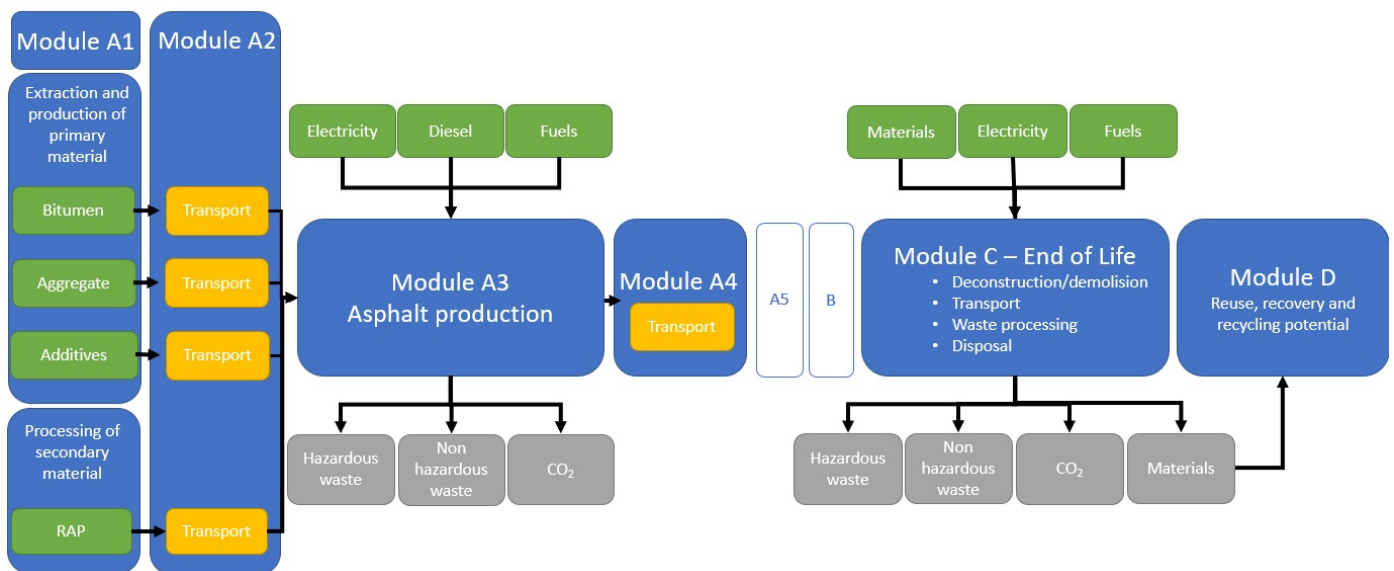 Module A1
Extraction and
production of
primary
material
Bitumen
Aggregate
Additives
Processing of
secondary
material
RAP
Module A2
Transport
Transport
Transport
Transport
Electricity
Diesel
Fuels
Module A3
Asphalt production
Hazardous
waste
Non
hazardous
waste
CO₂
Module A4
Transport
A5
B
Materials
Electricity
Fuels
Module C – End of Life
• Deconstruction/demolision
• Transport
• Waste processing
• Disposal
Hazardous
waste
Non
hazardous
waste
CO₂
Materials
Module D
Reuse, recovery and
recycling potential